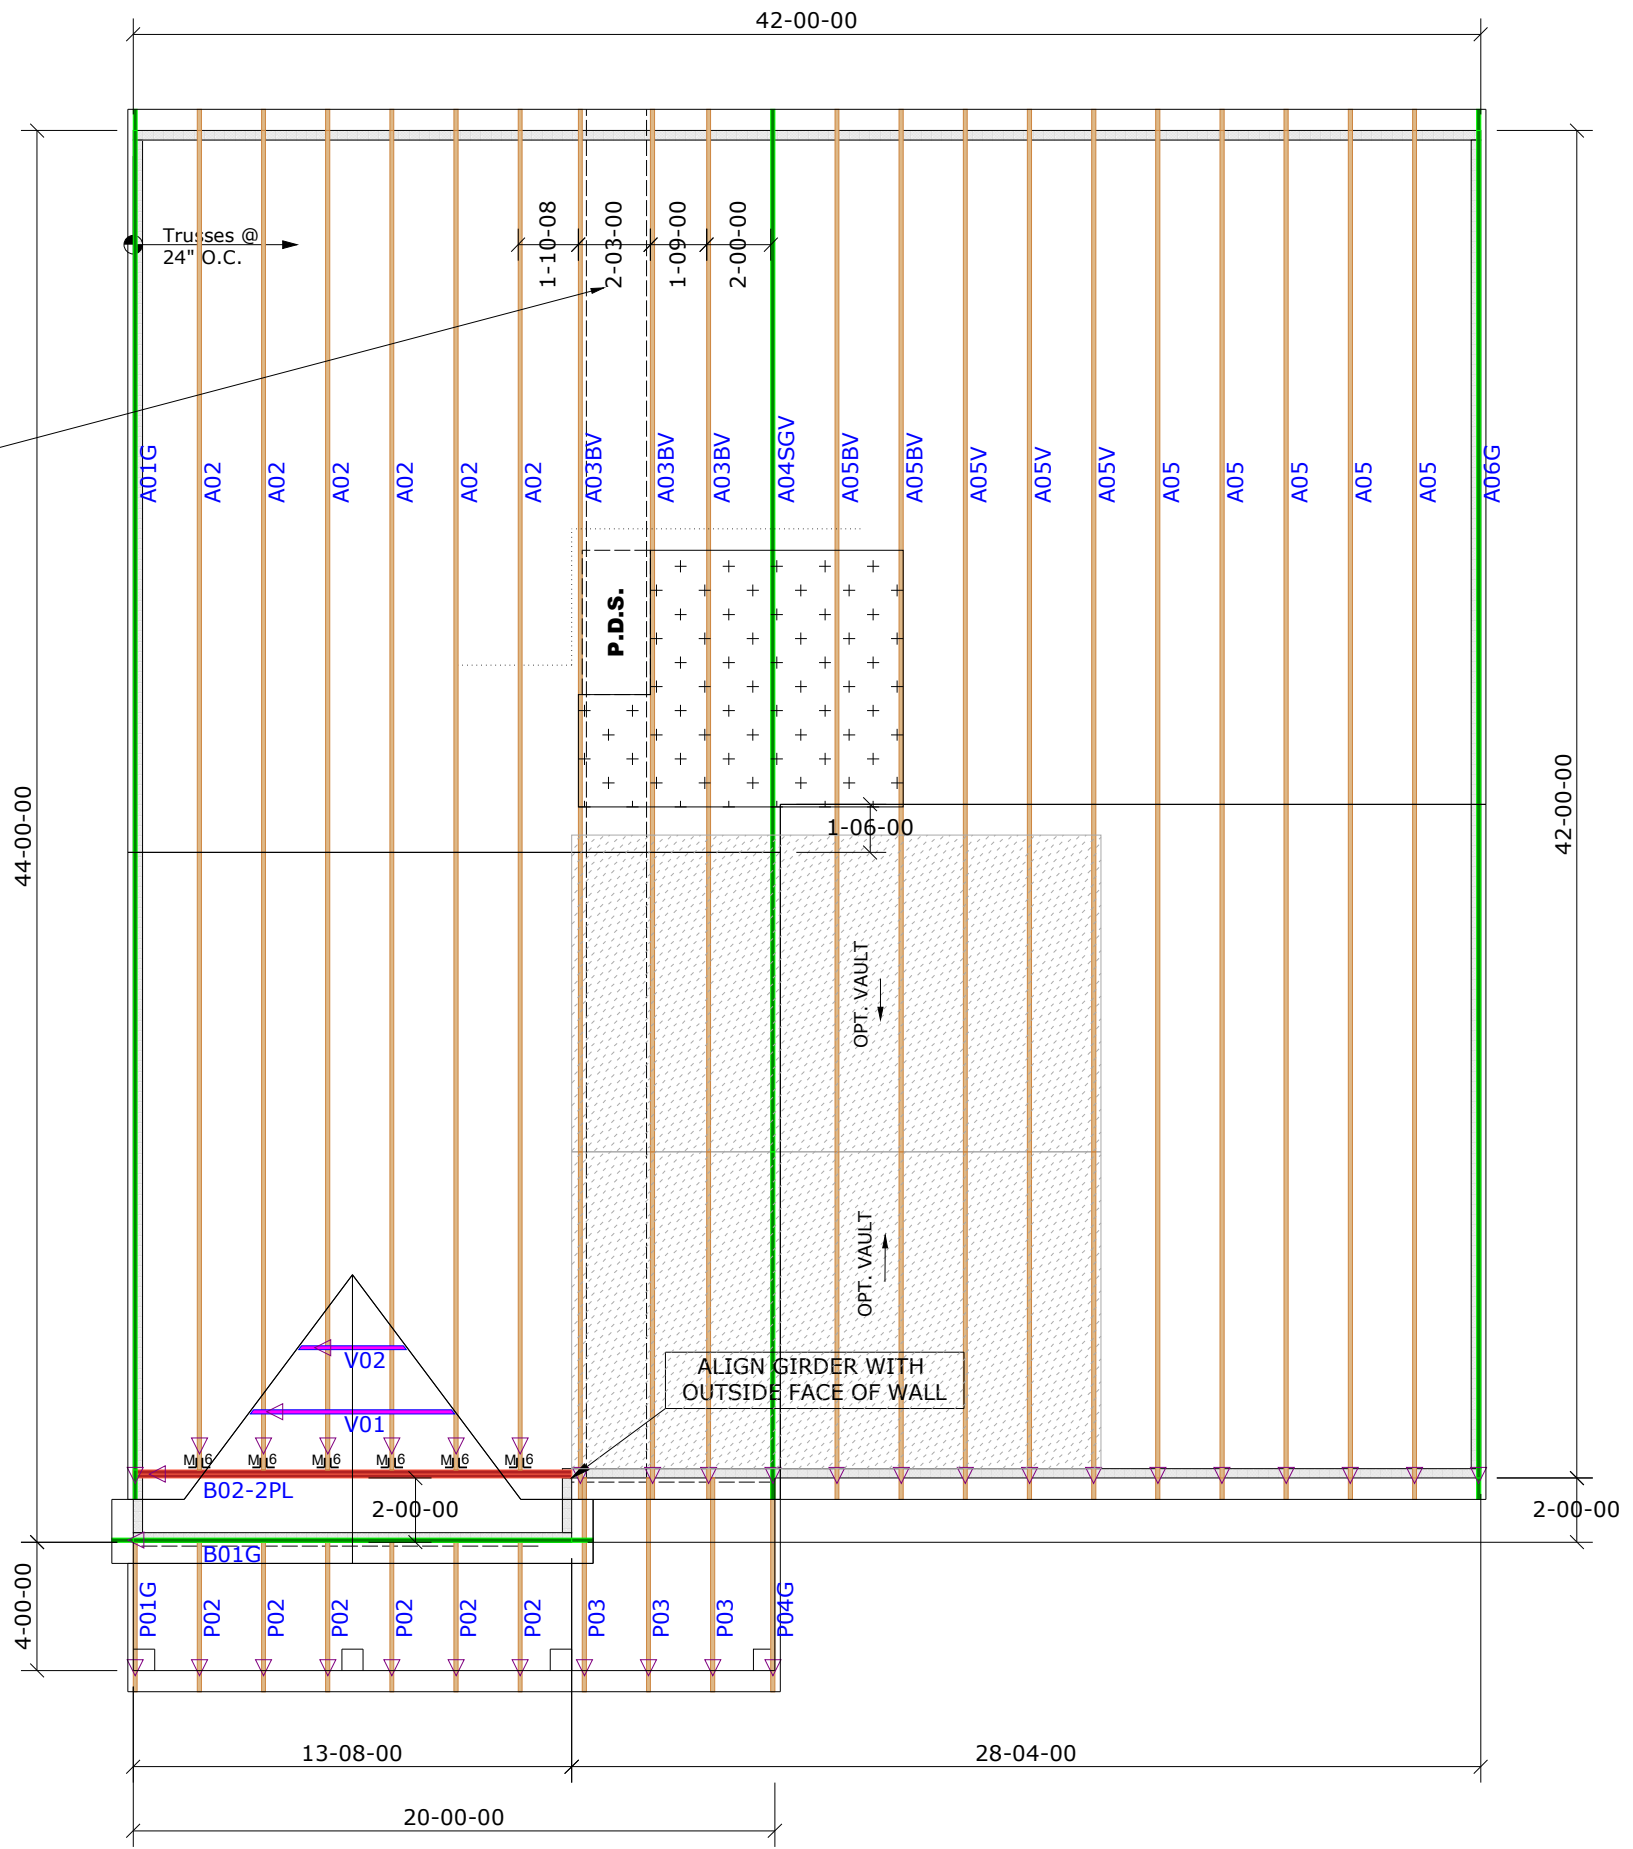 42-00-00
Trusses @
24" O.C.
1-10-08
2-03-00
1-09-00
2-00-00
A01G
A02
A02
A02
A02
A02
A02
A03BV
A03BV
A03BV
A04SGV
A05BV
A05BV
A05V
A05V
A05V
A05
A05
A05
A05
A05
A06G
P.D.S.
44-00-00
42-00-00
1-06-00
OPT. VAULT
OPT. VAULT
V02
V01
ALIGN GIRDER WITH
OUTSIDE FACE OF WALL
B02-2PL
2-00-00
2-00-00
B01G
4-00-00
P01G
P02
P02
P02
P02
P02
P02
P03
P03
P03
P04G
13-08-00
28-04-00
20-00-00